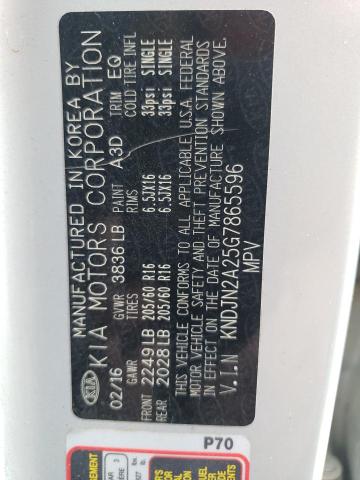 MANUFACTURED IN KOREA BY
KIA MOTORS CORPORATION
KIA
02/16 GVWR 3836 LB PAINT A3D TRIM EQ
GAWR TIRES RIMS COLD TIRE INFL
FRONT 2249 LB 205/60 R16 6.5JX16 33psi SINGLE
REAR 2028 LB 205/60 R16 6.5JX16 33psi SINGLE
THIS VEHICLE CONFORMS TO ALL APPLICABLE U.S.A. FEDERAL
MOTOR VEHICLE SAFETY AND THEFT PREVENTION STANDARDS
IN EFFECT ON THE DATE OF MANUFACTURE SHOWN ABOVE.
V.I.N KNDJN2A25G7865596
MPV
P70